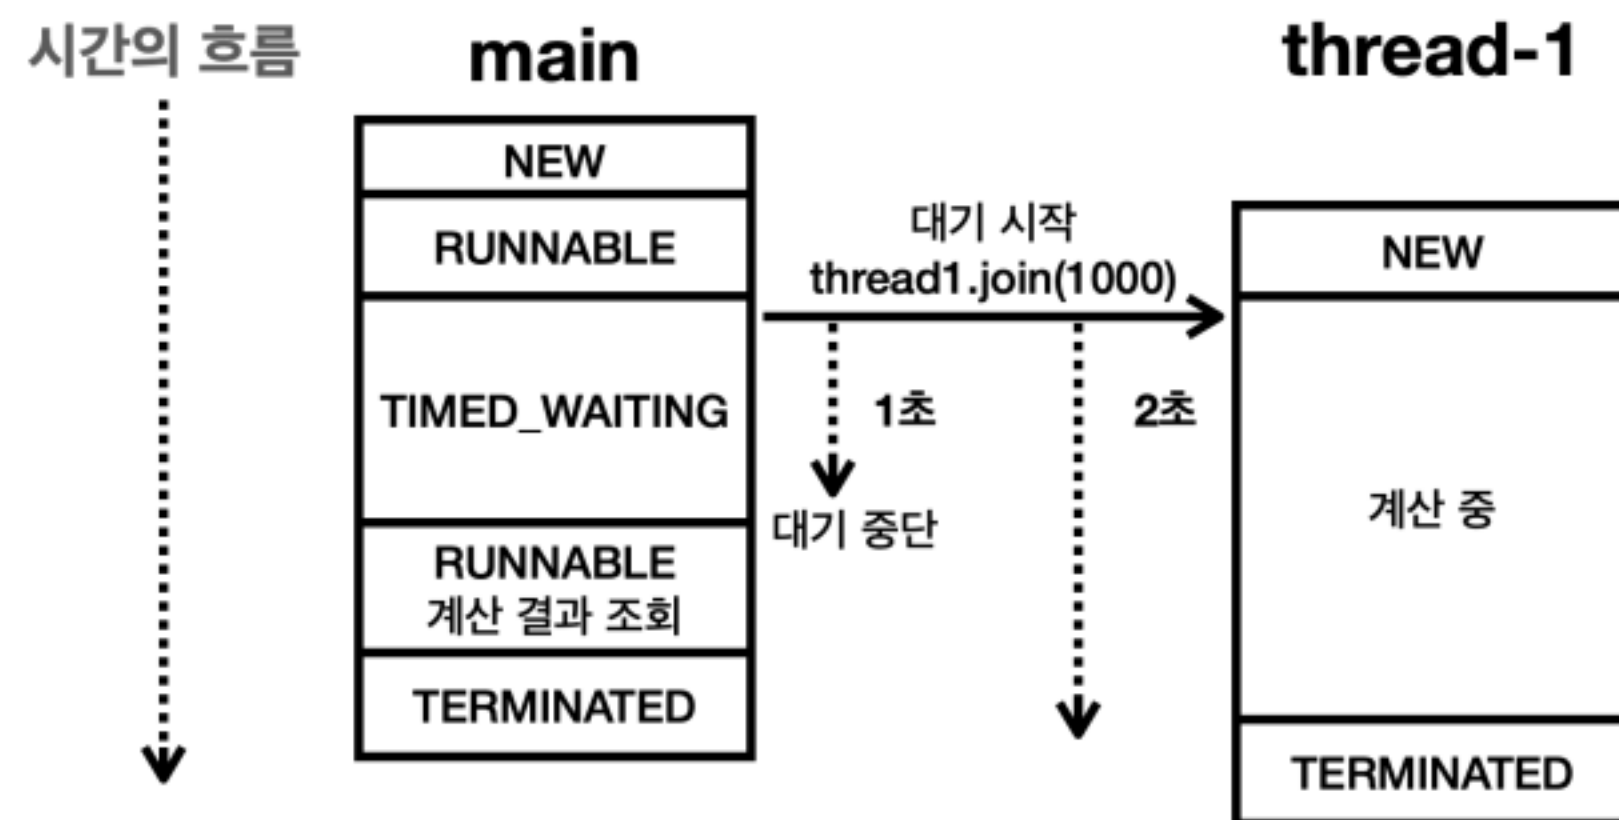 시간의 흐름
main
NEW
RUNNABLE
TIMED_WAITING
RUNNABLE
계산 결과 조회
TERMINATED
대기 시작
thread1.join(1000)
1초
2초
대기 중단
thread-1
NEW
계산 중
TERMINATED